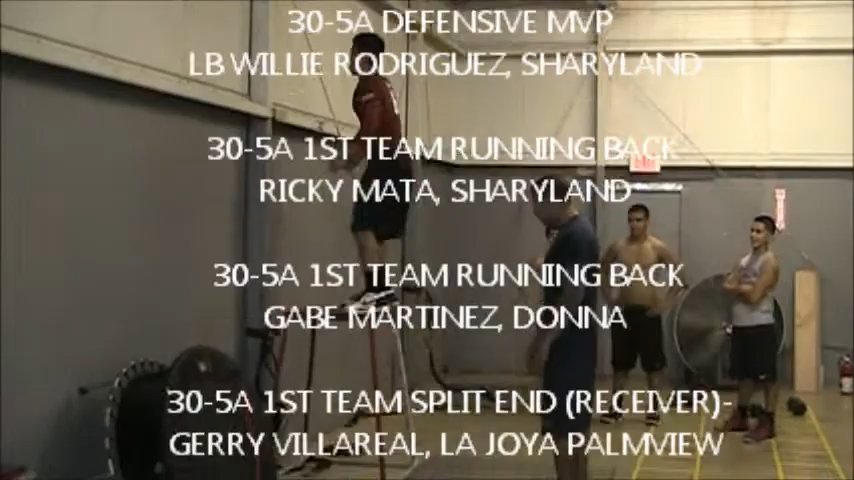 30-5A DEFENSIVE MVP
LB WILLIE RODRIGUEZ, SHARYLAND
30-5A 1ST TEAM RUNNING BACK
RICKY MATA, SHARYLAND
30-5A 1ST TEAM RUNNING BACK
GABE MARTINEZ, DONNA
30-5A 1ST TEAM SPLIT END (RECEIVER)-
GERRY VILLAREAL, LA JOYA PALMVIEW